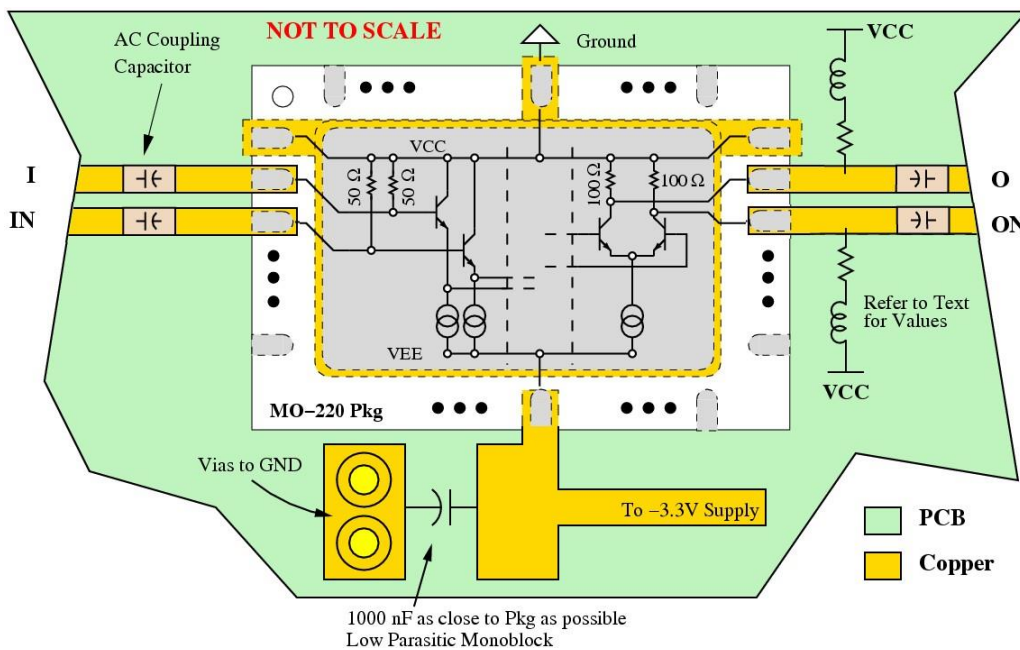 NOT TO SCALE
AC Coupling
Capacitor
Ground
VCC
VCC
50 Ω
50 Ω
100 Ω
100 Ω
I
O
IN
ON
Refer to Text
for Values
VEE
VCC
MO−220 Pkg
Vias to GND
To −3.3V Supply
PCB
Copper
1000 nF as close to Pkg as possible
Low Parasitic Monoblock